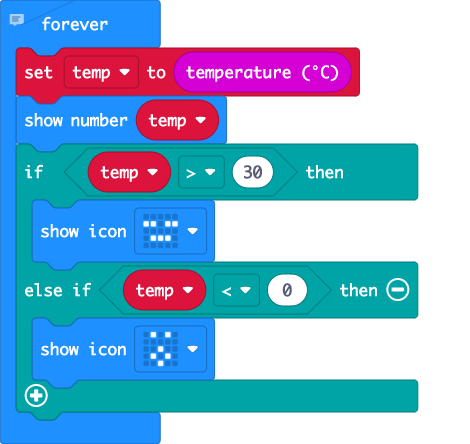 forever
set temp to temperature (°C)
show number temp
if temp > 30 then
show icon
else if temp < 0 then
show icon